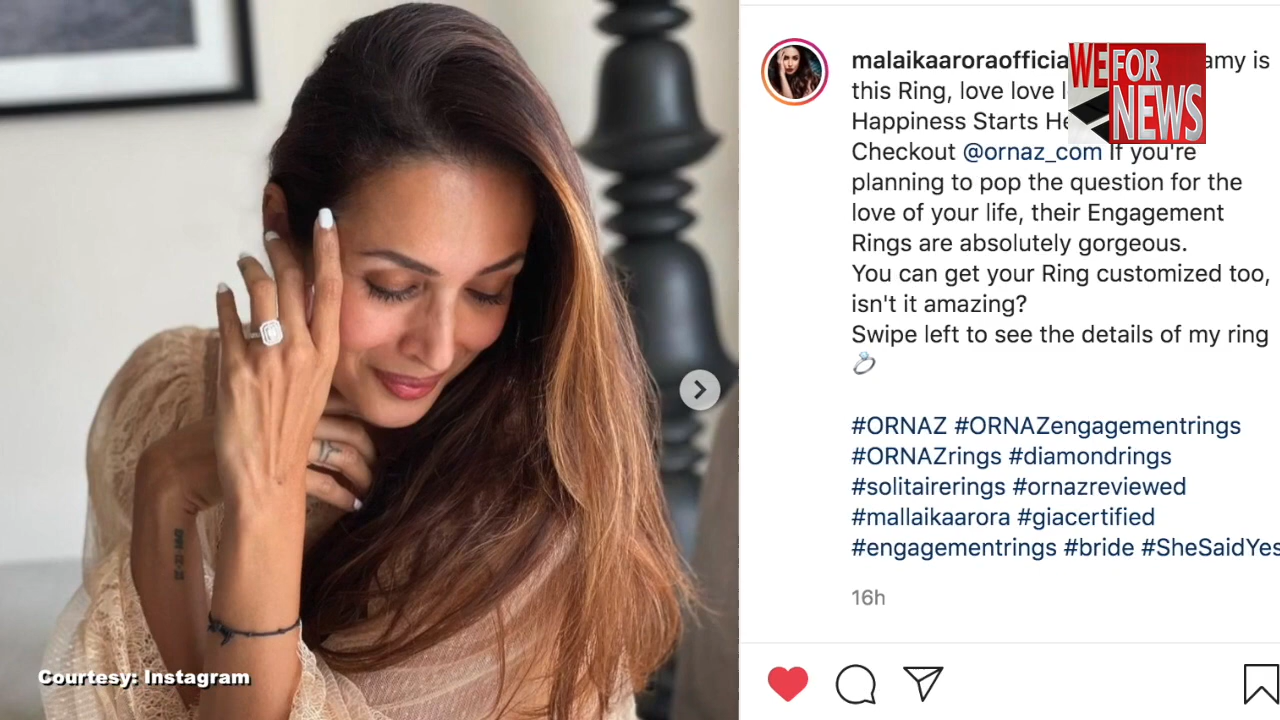 malaikaaroraofficia amy is
this Ring, love love l
Happiness Starts He
Checkout @ornaz_com If you're
planning to pop the question for the
love of your life, their Engagement
Rings are absolutely gorgeous.
You can get your Ring customized too,
isn't it amazing?
Swipe left to see the details of my ring
💍
#ORNAZ #ORNAZengagementrings
#ORNAZrings #diamondrings
#solitairerings #ornazreviewed
#mallaikaarora #giacertified
#engagementrings #bride #SheSaidYes
16h
WE FOR
NEWS
Courtesy: Instagram